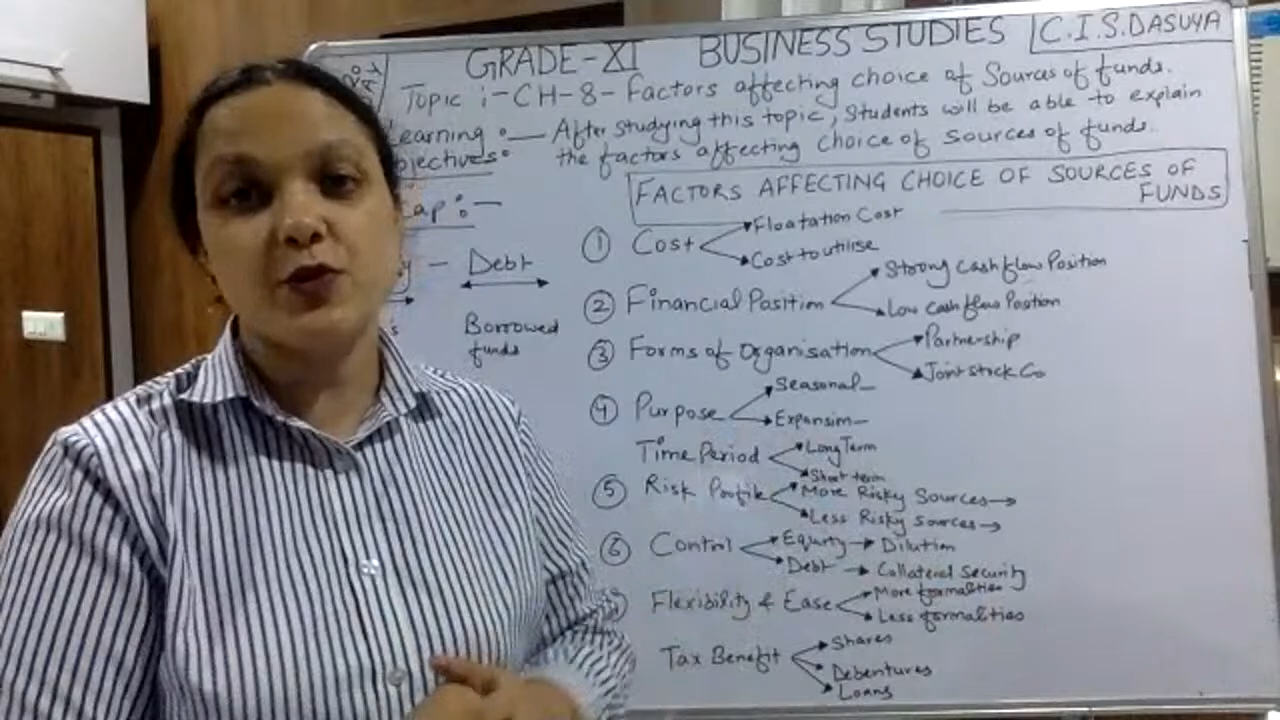 GRADE-XI BUSINESS STUDIES C.I.S.DASUYA
Topic :- CH-8- Factors affecting choice of Sources of funds.
Learning :- After studying this topic, Students will be able to explain
bjectives:- the factors affecting choice of sources of funds.
FACTORS AFFECTING CHOICE OF SOURCES OF
FUNDS
cap :-
y - Debt
s
Borrowed
funds
① Cost
Floatation Cost
Cost to utilise
② Financial Position
Strong Cash flow Position
Low Cash flow Position
③ Forms of Organisation
Partnership
Joint stock Co
④ Purpose
Seasonal
Expansion
Time Period
Long Term
Short term
⑤ Risk Profile
More Risky Sources
Less Risky Sources
⑥ Control
Equity → Dilution
Debt → Collateral Security
Flexibility & Ease
More formalities
Less formalities
Tax Benefit
Shares
Debentures
Loans